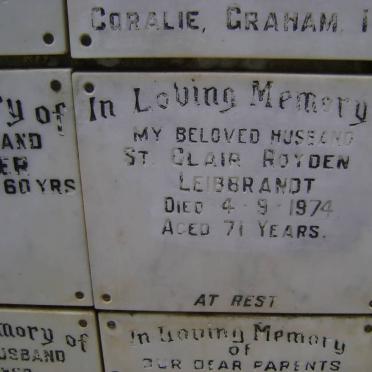 CORALIE, GRAHAM,
ry of
AND
ER
60 YRS
In Loving Memory
MY BELOVED HUSBAND
ST. CLAIR ROYDEN
LEIBBRANDT
DIED 4-9-1974
AGED 71 YEARS.
AT REST
mory of
USBAND
In Loving Memory
OF
OUR DEAR PARENTS